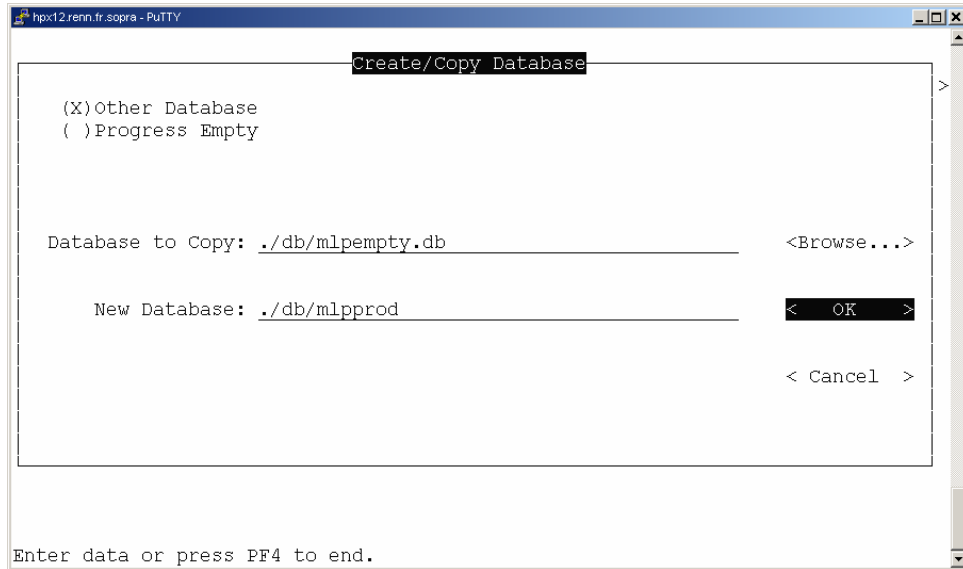 hpx12.renn.fr.sopra - PuTTY
Create/Copy Database
>
(X)Other Database
( )Progress Empty
Database to Copy: ./db/mlpempty.db <Browse...>
New Database: ./db/mlpprod < OK >
< Cancel >
Enter data or press PF4 to end.